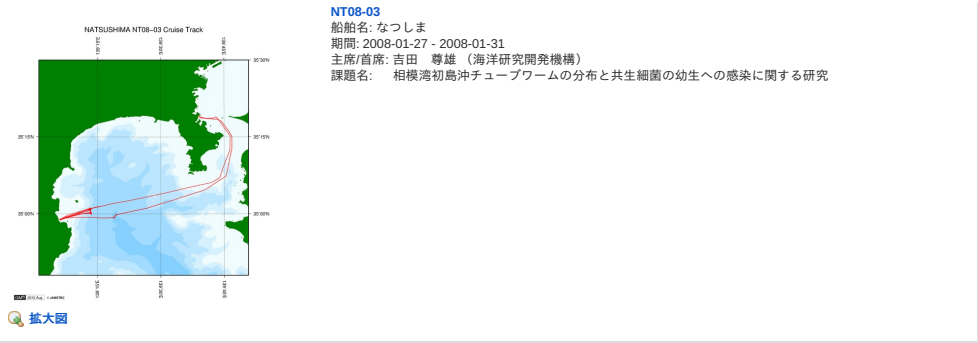 NATSUSHIMA NT08-03 Cruise Track
35°30'N
35°15'N
35°15'N
35°00'N
35°00'N
139°30'E
拡大図
NT08-03
船舶名: なつしま
期間: 2008-01-27 - 2008-01-31
主席/首席: 吉田　尊雄 （海洋研究開発機構）
課題名:　 相模湾初島沖チューブワームの分布と共生細菌の幼生への感染に関する研究